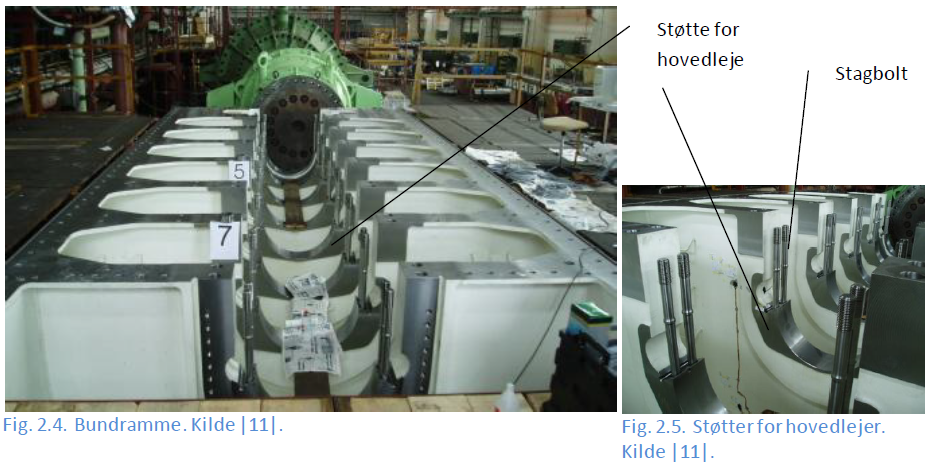 Støtte for
hovedleje
Stagbolt
5
7
Fig. 2.4. Bundramme. Kilde |11|.
Fig. 2.5. Støtter for hovedlejer.
Kilde |11|.